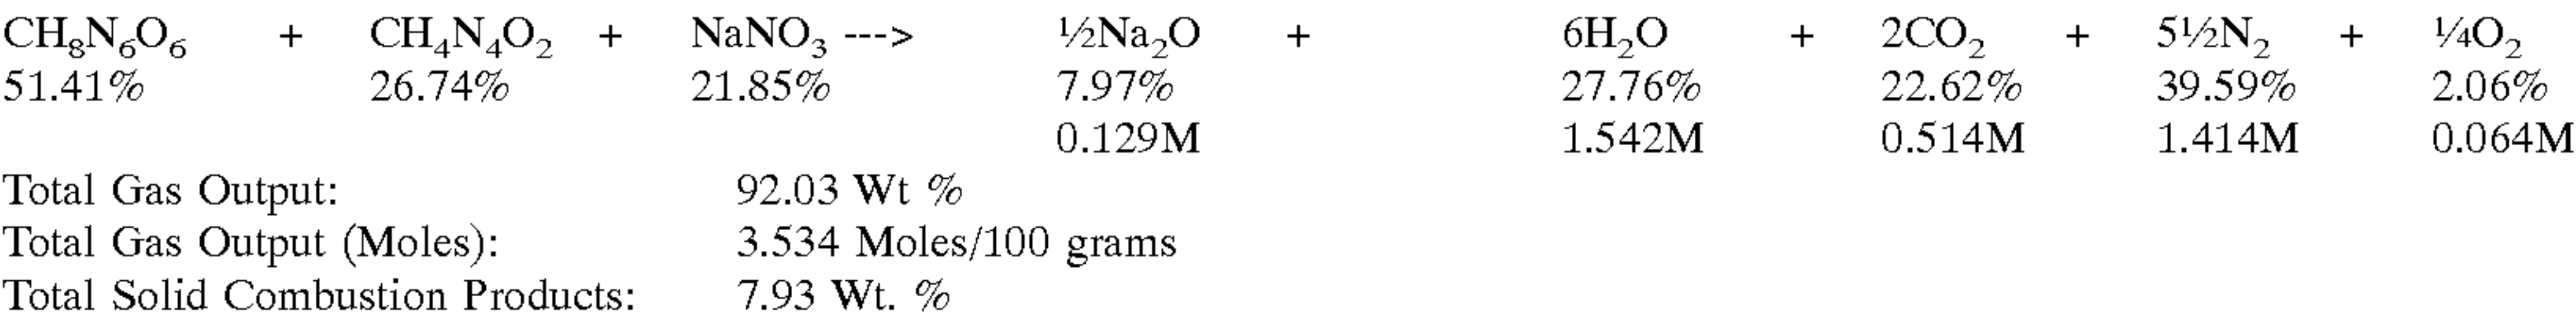 CH₈N₆O₆ + CH₄N₄O₂ + NaNO₃ ---> ½Na₂O + 6H₂O + 2CO₂ + 5½N₂ + ¼O₂
51.41% 26.74% 21.85% 7.97% 27.76% 22.62% 39.59% 2.06%
0.129M 1.542M 0.514M 1.414M 0.064M
Total Gas Output: 92.03 Wt %
Total Gas Output (Moles): 3.534 Moles/100 grams
Total Solid Combustion Products: 7.93 Wt. %